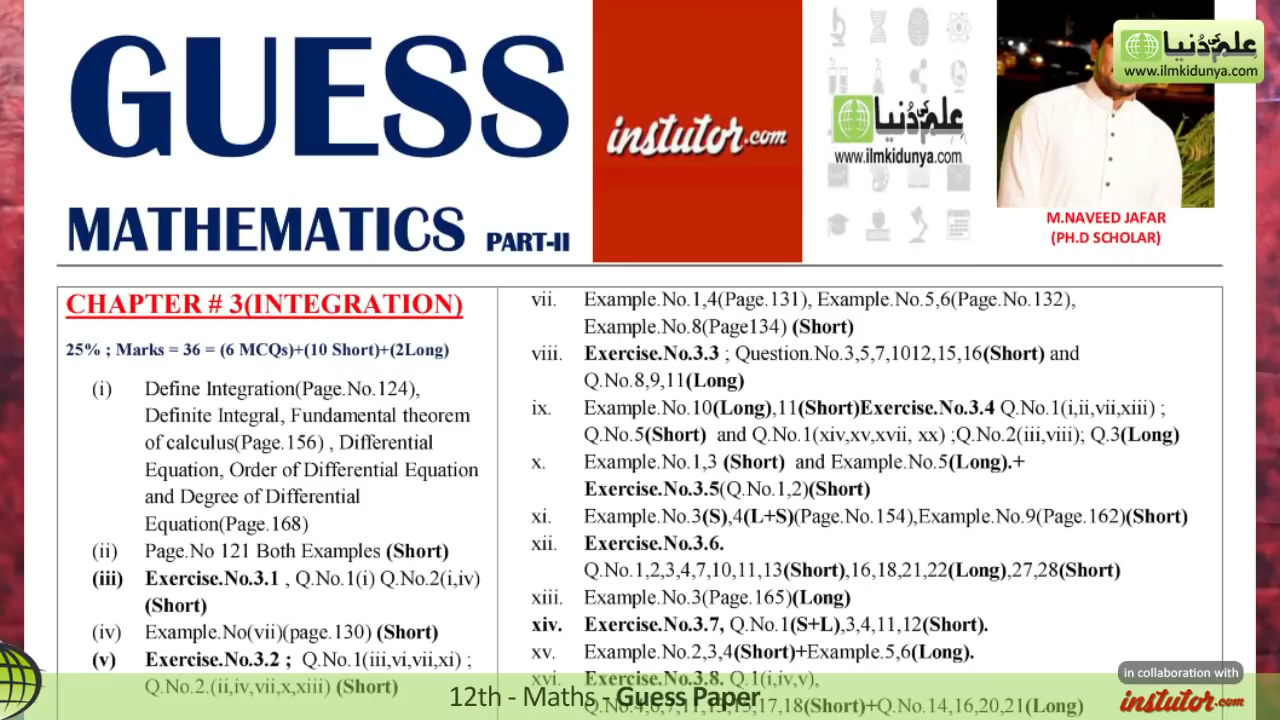 GUESS
MATHEMATICS PART-II
instutor.com
علم کی دُنیا
www.ilmkidunya.com
علم کی دُنیا
www.ilmkidunya.com
M.NAVEED JAFAR
(PH.D SCHOLAR)
CHAPTER # 3(INTEGRATION)
25% ; Marks = 36 = (6 MCQs)+(10 Short)+(2Long)
(i) Define Integration(Page.No.124),
Definite Integral, Fundamental theorem
of calculus(Page.156) , Differential
Equation, Order of Differential Equation
and Degree of Differential
Equation(Page.168)
(ii) Page.No 121 Both Examples (Short)
(iii) Exercise.No.3.1 , Q.No.1(i) Q.No.2(i,iv)
(Short)
(iv) Example.No(vii)(page.130) (Short)
(v) Exercise.No.3.2 ; Q.No.1(iii,vi,vii,xi) ;
Q.No.2.(ii,iv,vii,x,xiii) (Short)
vii. Example.No.1,4(Page.131), Example.No.5,6(Page.No.132),
Example.No.8(Page134) (Short)
viii. Exercise.No.3.3 ; Question.No.3,5,7,1012,15,16(Short) and
Q.No.8,9,11(Long)
ix. Example.No.10(Long),11(Short)Exercise.No.3.4 Q.No.1(i,ii,vii,xiii) ;
Q.No.5(Short) and Q.No.1(xiv,xv,xvii, xx) ;Q.No.2(iii,viii); Q.3(Long)
x. Example.No.1,3 (Short) and Example.No.5(Long).+
Exercise.No.3.5(Q.No.1,2)(Short)
xi. Example.No.3(S),4(L+S)(Page.No.154),Example.No.9(Page.162)(Short)
xii. Exercise.No.3.6.
Q.No.1,2,3,4,7,10,11,13(Short),16,18,21,22(Long),27,28(Short)
xiii. Example.No.3(Page.165)(Long)
xiv. Exercise.No.3.7, Q.No.1(S+L),3,4,11,12(Short).
xv. Example.No.2,3,4(Short)+Example.5,6(Long).
xvi. Exercise.No.3.8. Q.1(i,iv,v),
17,18(Short)+Q.No.14,16,20,21(Long)
12th - Maths - Guess Paper
in collaboration with
instutor.com